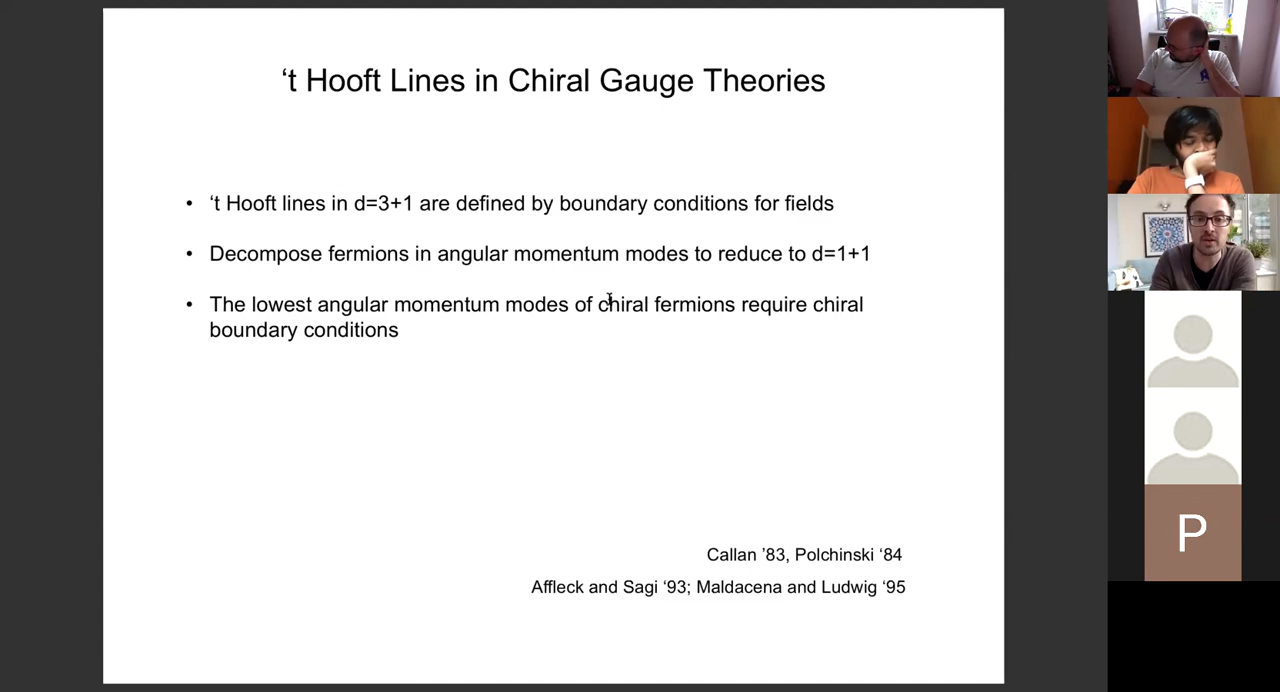 ‘t Hooft Lines in Chiral Gauge Theories
• ‘t Hooft lines in d=3+1 are defined by boundary conditions for fields
• Decompose fermions in angular momentum modes to reduce to d=1+1
• The lowest angular momentum modes of chiral fermions require chiral
boundary conditions
Callan ’83, Polchinski ‘84
Affleck and Sagi ‘93; Maldacena and Ludwig ‘95
P